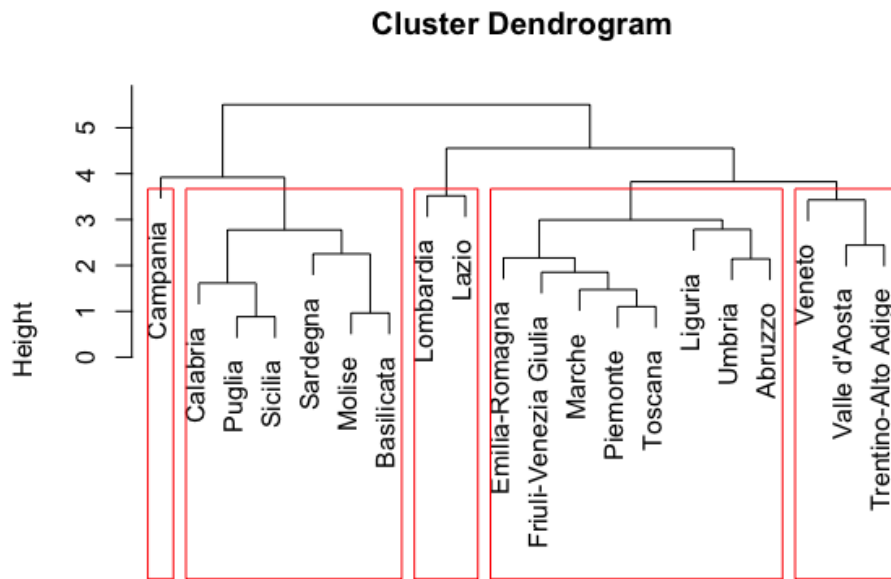 Cluster Dendrogram
Height
5
4
3
2
1
0
Campania
Calabria
Puglia
Sicilia
Sardegna
Molise
Basilicata
Lombardia
Lazio
Emilia-Romagna
Friuli-Venezia Giulia
Marche
Piemonte
Toscana
Liguria
Umbria
Abruzzo
Veneto
Valle d'Aosta
Trentino-Alto Adige